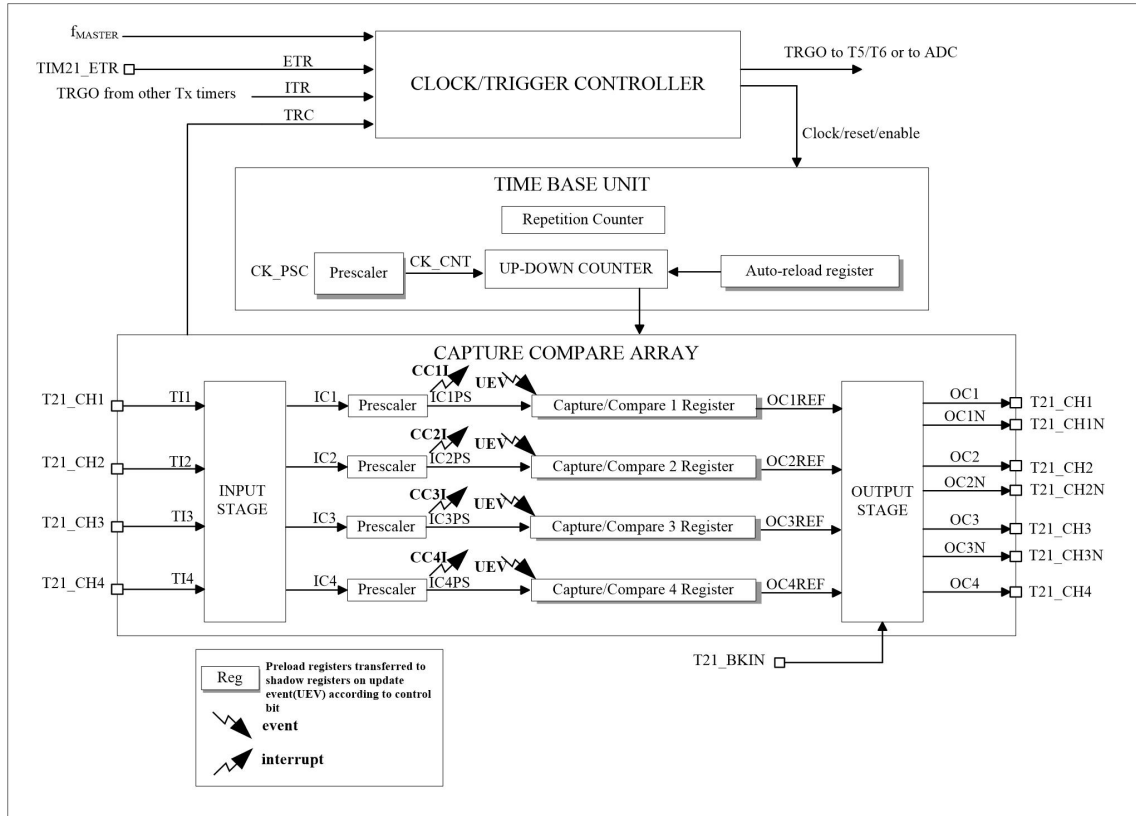 fMASTER
TIM21_ETR
ETR
TRGO from other Tx timers
ITR
TRC
CLOCK/TRIGGER CONTROLLER
TRGO to T5/T6 or to ADC
Clock/reset/enable
TIME BASE UNIT
Repetition Counter
CK_PSC
Prescaler
CK_CNT
UP-DOWN COUNTER
Auto-reload register
CAPTURE COMPARE ARRAY
T21_CH1
TI1
IC1
Prescaler
CC1I
IC1PS
UEV
Capture/Compare 1 Register
OC1REF
OC1
T21_CH1
OC1N
T21_CH1N
T21_CH2
TI2
IC2
Prescaler
CC2I
IC2PS
UEV
Capture/Compare 2 Register
OC2REF
OC2
T21_CH2
OC2N
T21_CH2N
INPUT
STAGE
OUTPUT
STAGE
T21_CH3
TI3
IC3
Prescaler
CC3I
IC3PS
UEV
Capture/Compare 3 Register
OC3REF
OC3
T21_CH3
OC3N
T21_CH3N
T21_CH4
TI4
IC4
Prescaler
CC4I
IC4PS
UEV
Capture/Compare 4 Register
OC4REF
OC4
T21_CH4
T21_BKIN
Reg
Preload registers transferred to
shadow registers on update
event(UEV) according to control
bit
event
interrupt